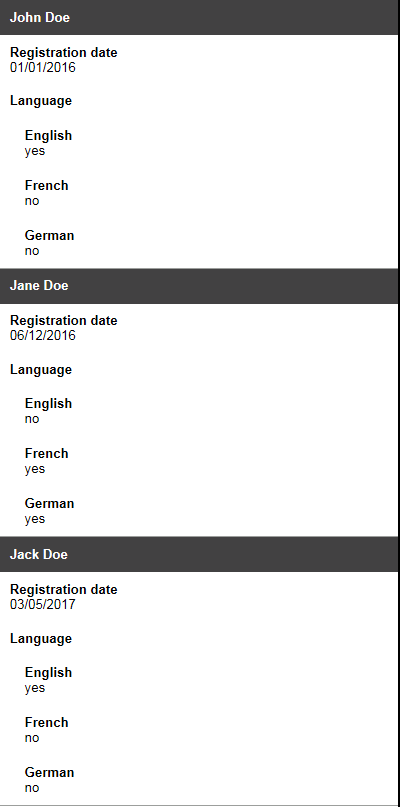 John Doe
Registration date
01/01/2016
Language
English
yes
French
no
German
no
Jane Doe
Registration date
06/12/2016
Language
English
no
French
yes
German
yes
Jack Doe
Registration date
03/05/2017
Language
English
yes
French
no
German
no